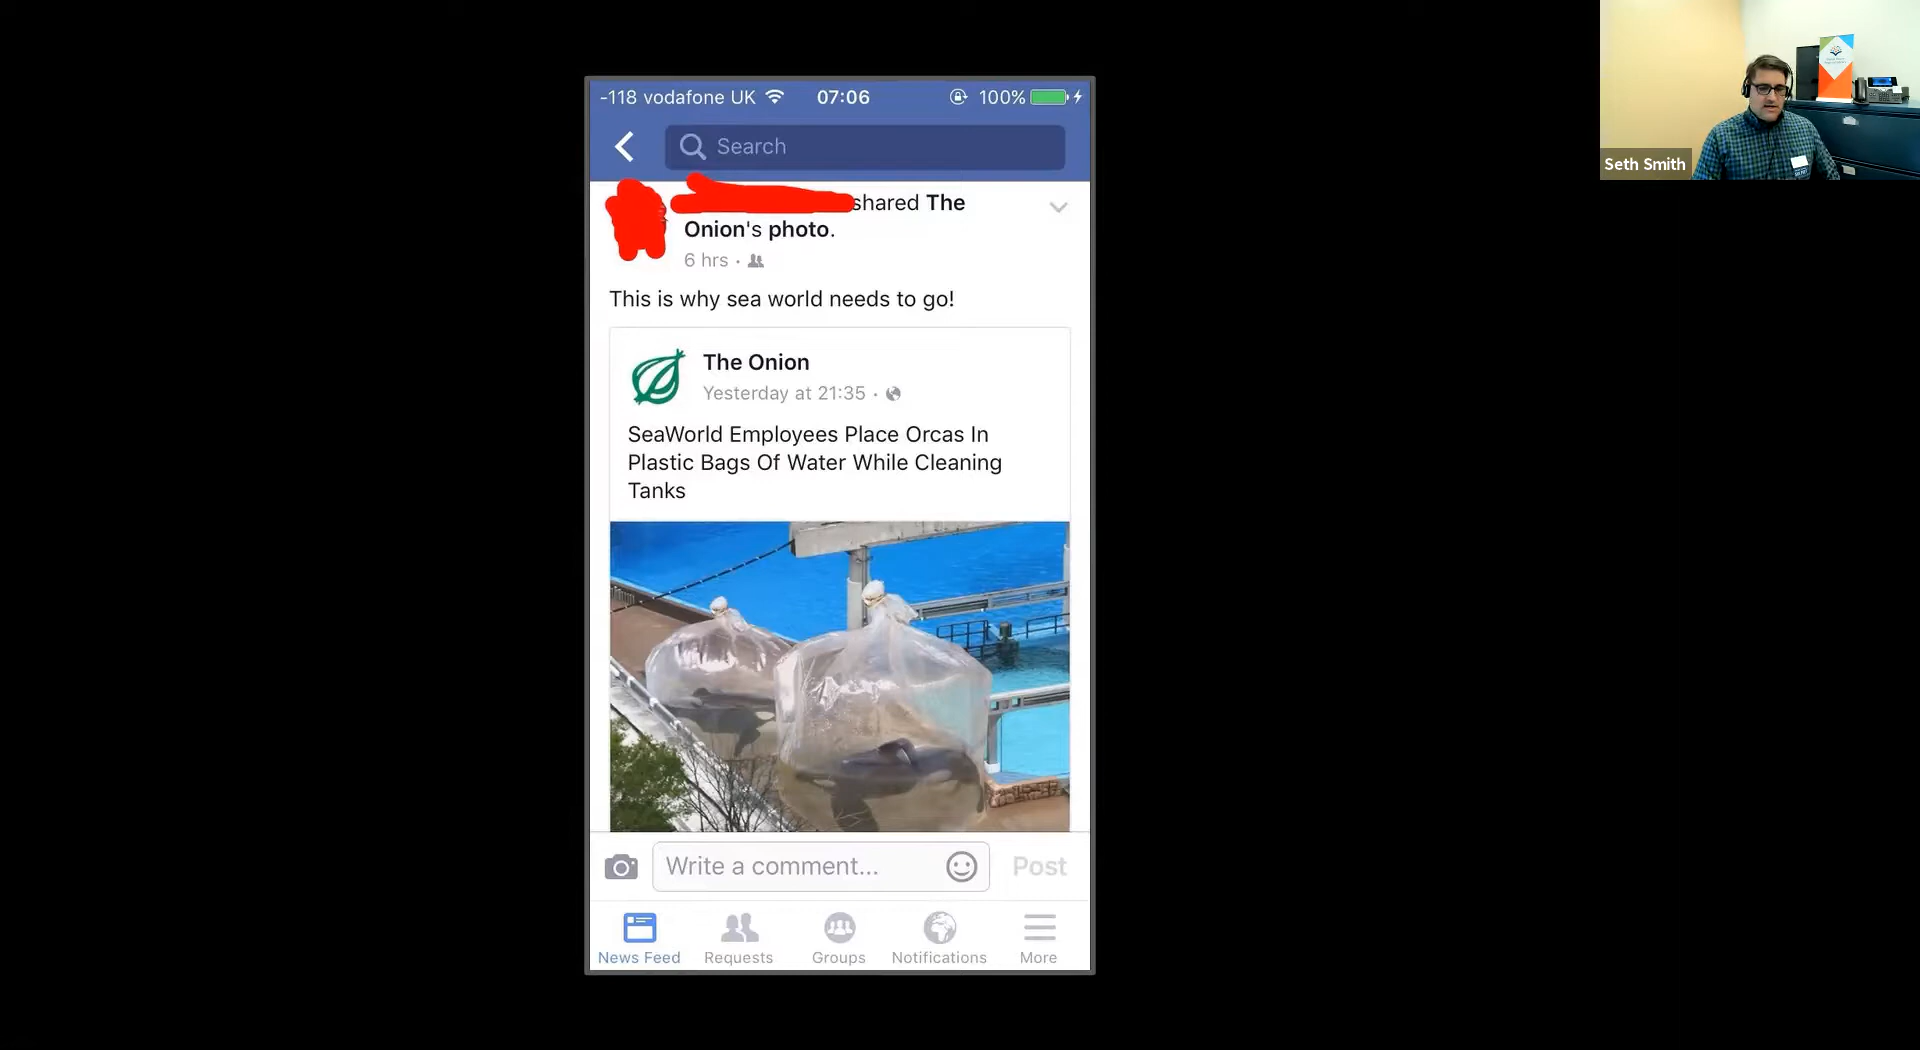 -118 vodafone UK 07:06 100%
Search
shared The
Onion's photo.
6 hrs ·
This is why sea world needs to go!
The Onion
Yesterday at 21:35 ·
SeaWorld Employees Place Orcas In
Plastic Bags Of Water While Cleaning
Tanks
Write a comment... Post
News Feed Requests Groups Notifications More
Seth Smith